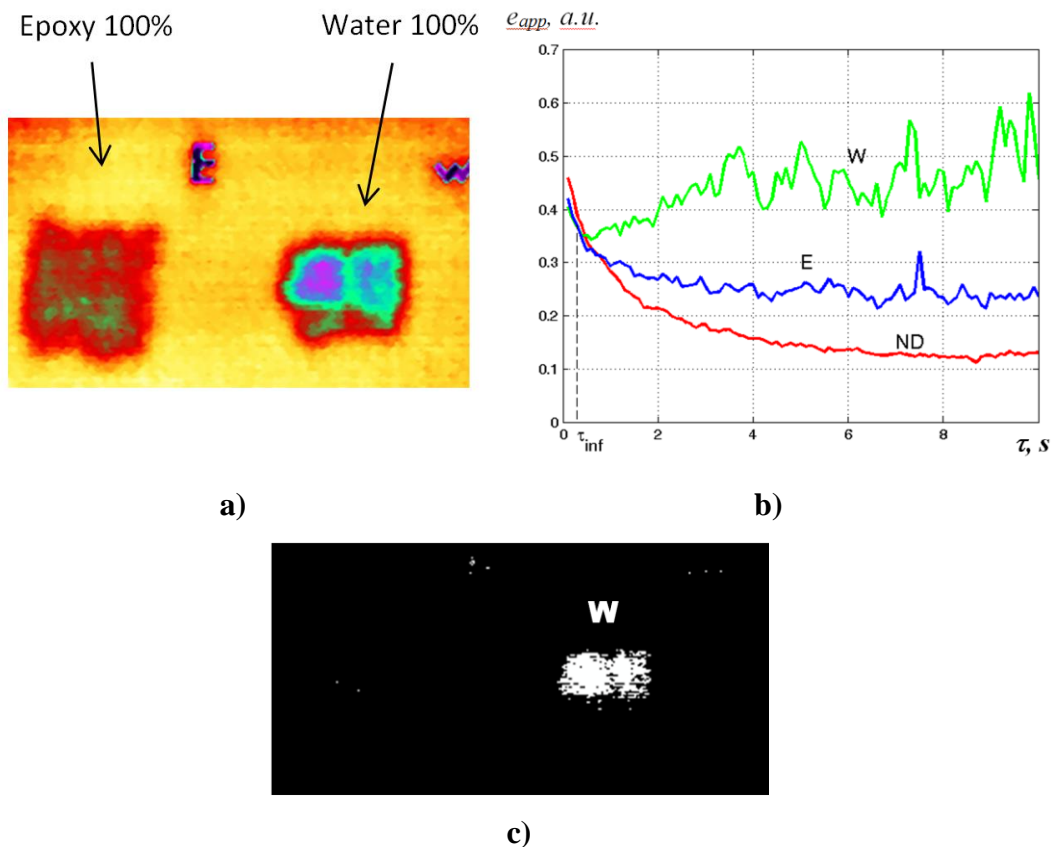 Epoxy 100%
Water 100%
E
W
a)
e_app, a.u.
0.7
0.6
0.5
0.4
0.3
0.2
0.1
0
W
E
ND
0
τ_inf
2
4
6
8
τ, s
b)
W
c)